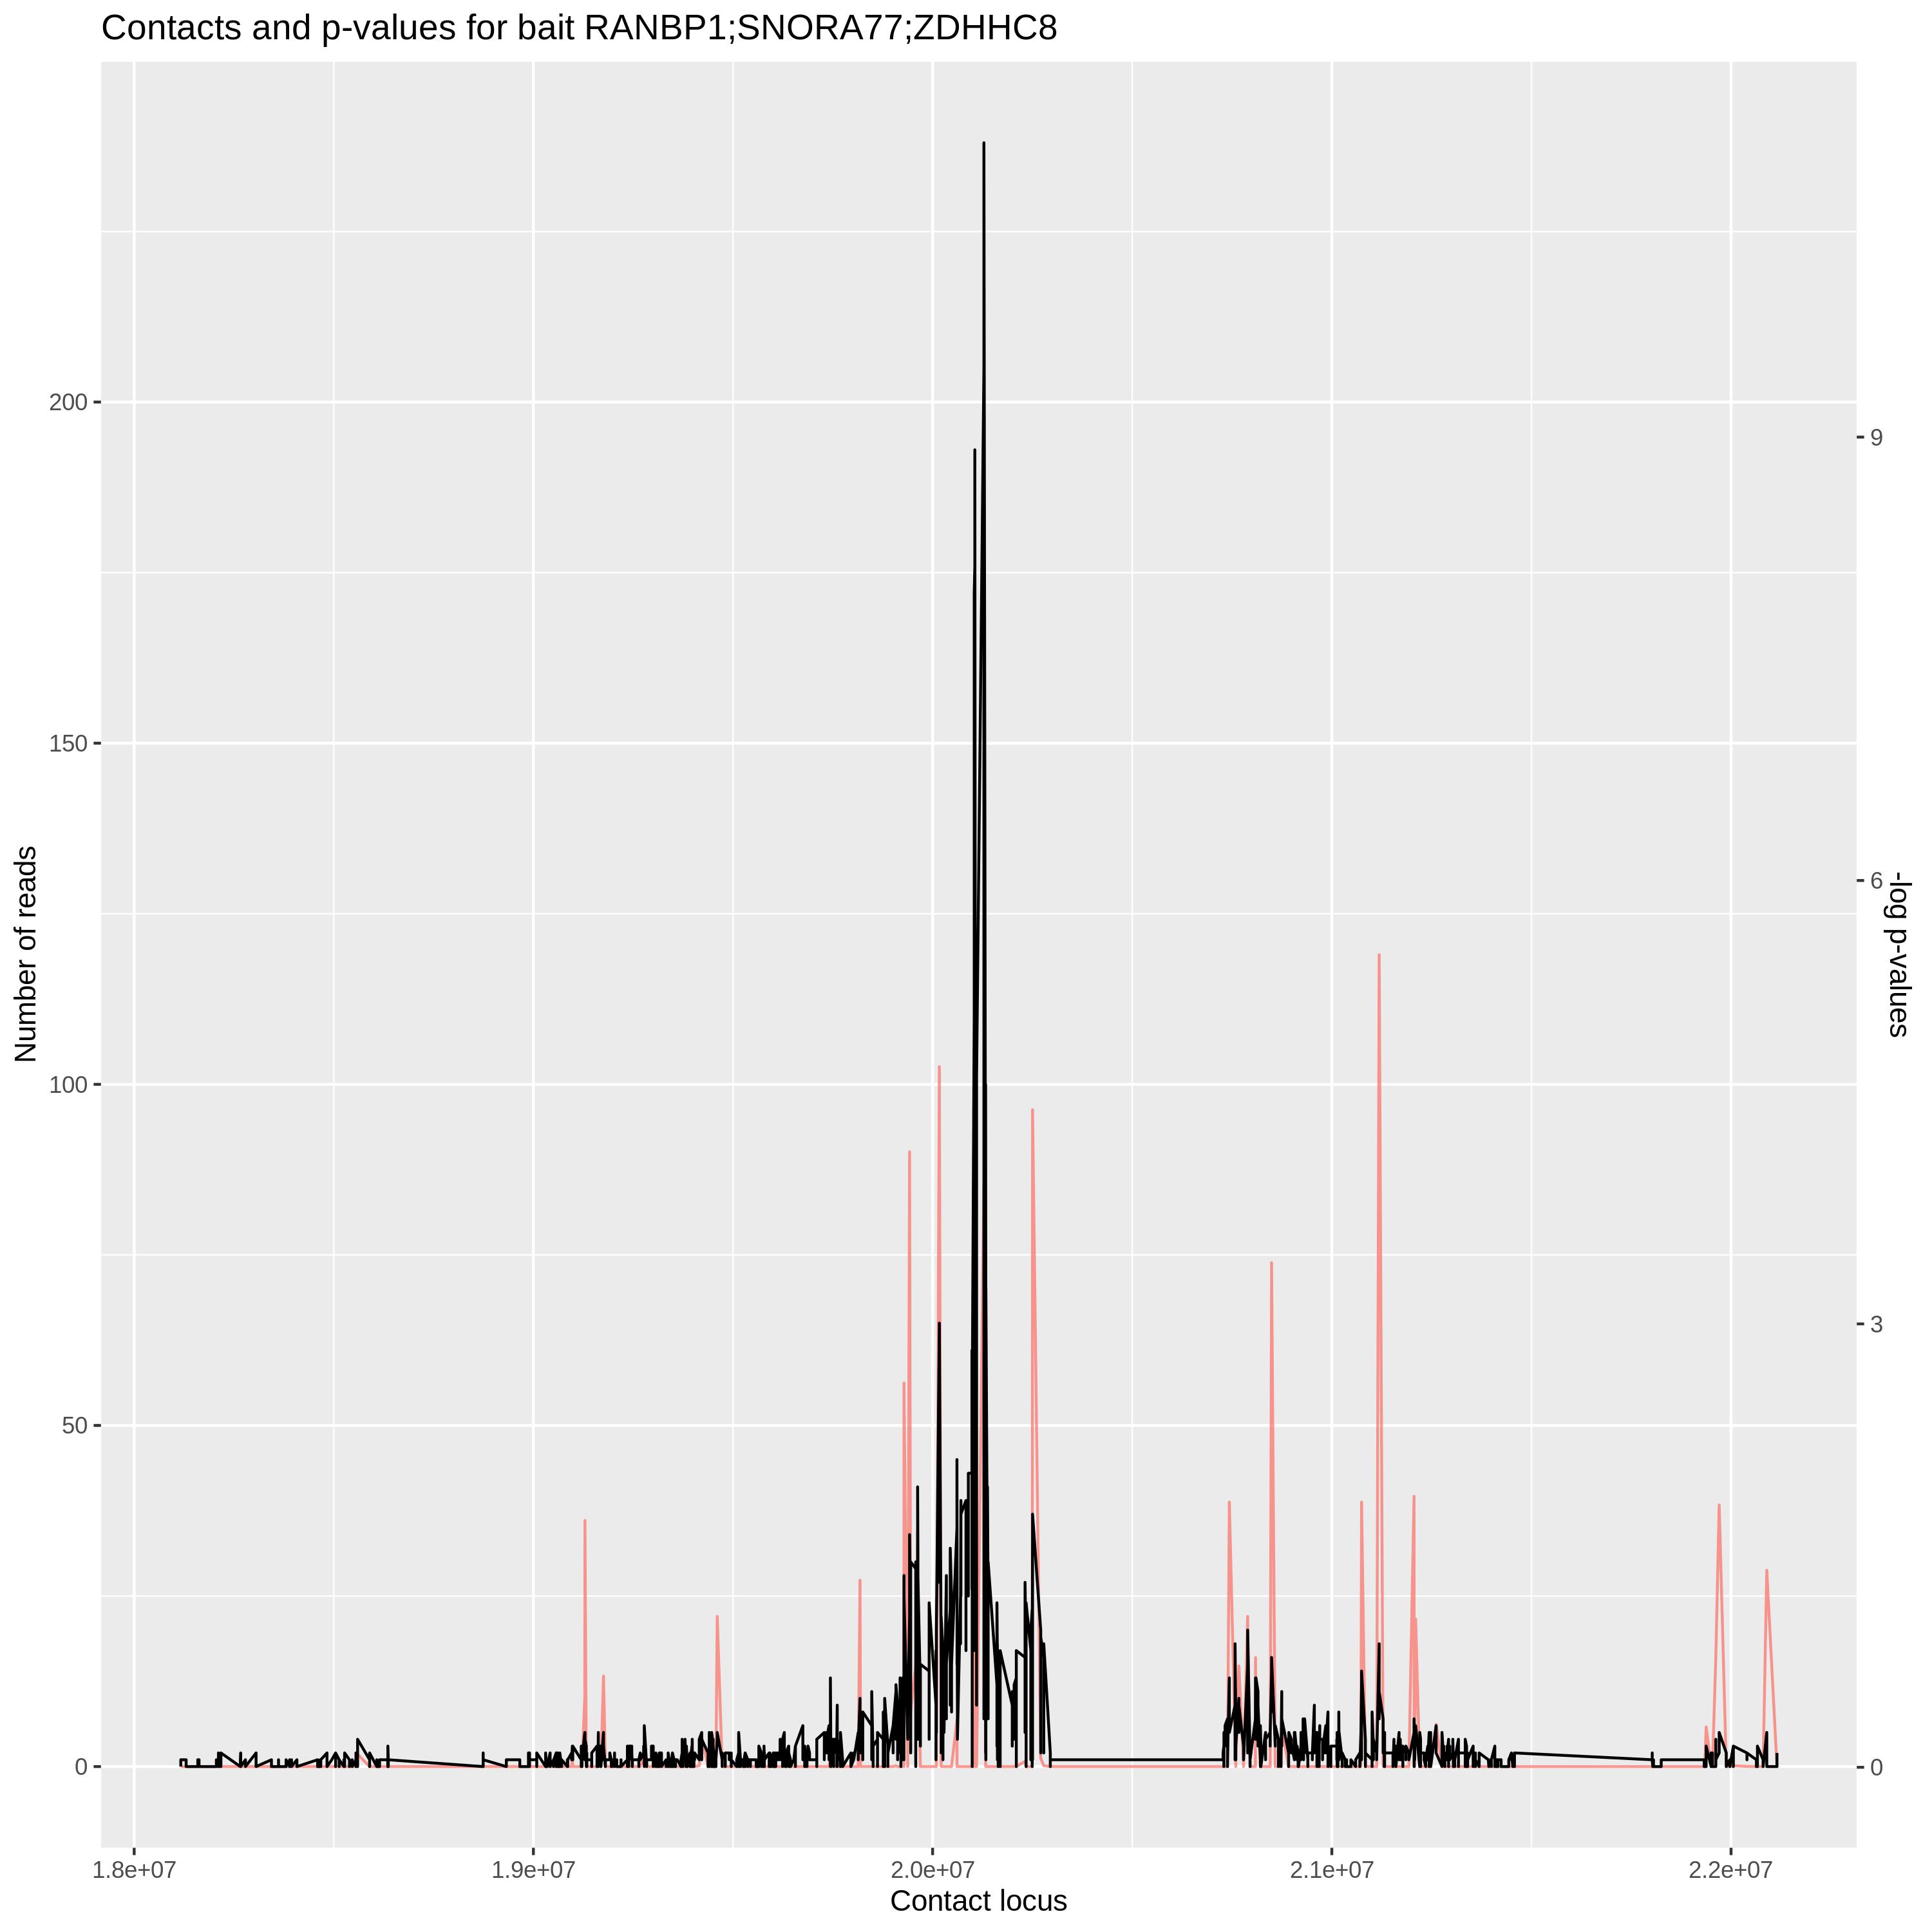 Contacts and p-values for bait RANBP1;SNORA77;ZDHHC8
200
150
100
50
0
Number of reads
9
6
3
0
-log p-values
1.8e+07
1.9e+07
2.0e+07
2.1e+07
2.2e+07
Contact locus